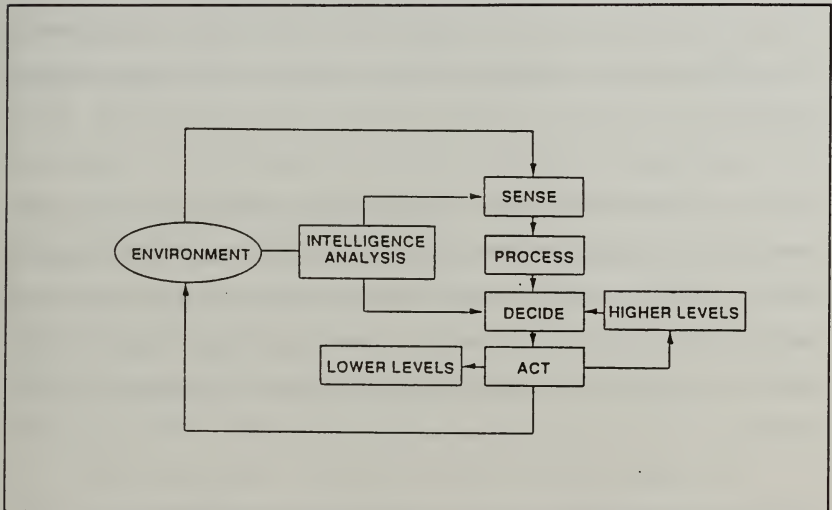 SENSE
ENVIRONMENT
INTELLIGENCE
ANALYSIS
PROCESS
DECIDE
HIGHER LEVELS
LOWER LEVELS
ACT